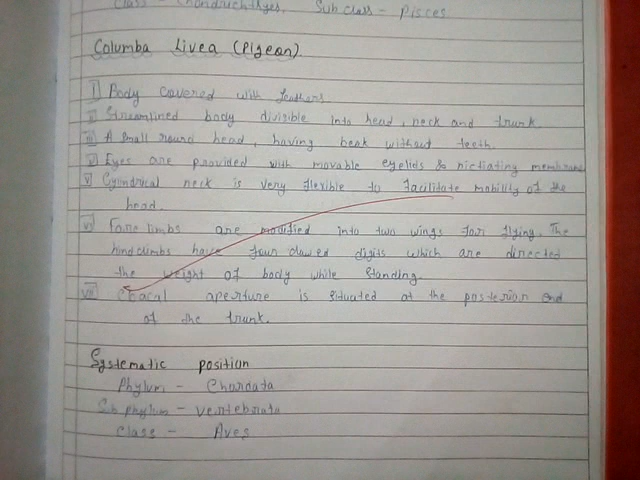 Class - Chondrichthyes. Sub class - Pisces
Columba Livea (Pigeon)
i) Body covered with feathers
ii) Streamlined body divisible into head, neck and trunk
iii) A small round head, having beak without teeth
iv) Eyes are provided with movable eyelids & nictiating membrane
v) Cylindrical neck is very flexible to facilitate mobility of the
head.
vi) Fore limbs are modified into two wings for flying. The
hind limbs have four clawed digits which are directed
the weight of body while standing.
vii) Cloacal aperture is situated at the posterior end
of the trunk.
Systematic position
Phylum - Chordata
Sub phylum - vertebrata
Class - Aves